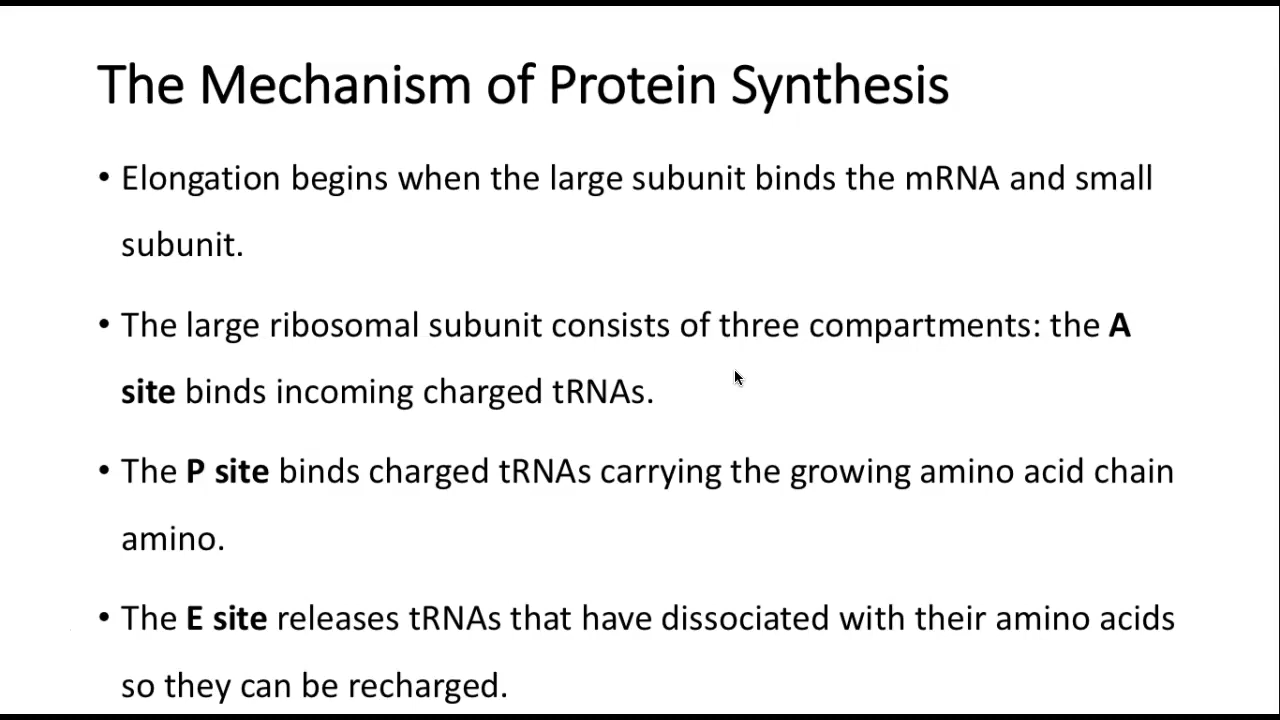 The Mechanism of Protein Synthesis
• Elongation begins when the large subunit binds the mRNA and small
subunit.
• The large ribosomal subunit consists of three compartments: the A
site binds incoming charged tRNAs.
• The P site binds charged tRNAs carrying the growing amino acid chain
amino.
• The E site releases tRNAs that have dissociated with their amino acids
so they can be recharged.